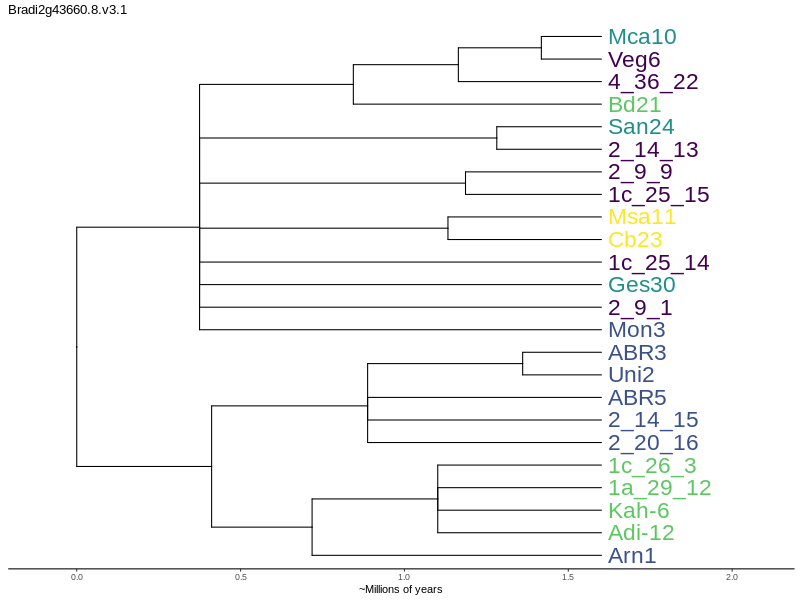 Bradi2g43660.8.v3.1
Mca10
Veg6
4_36_22
Bd21
San24
2_14_13
2_9_9
1c_25_15
Msa11
Cb23
1c_25_14
Ges30
2_9_1
Mon3
ABR3
Uni2
ABR5
2_14_15
2_20_16
1c_26_3
1a_29_12
Kah-6
Adi-12
Arn1
0.0 0.5 1.0 1.5 2.0
~Millions of years